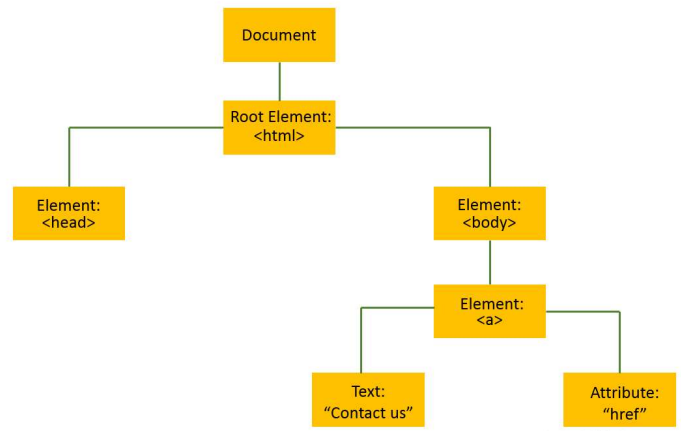 Document
Root Element:
<html>
Element:
<head>
Element:
<body>
Element:
<a>
Text:
“Contact us”
Attribute:
“href”